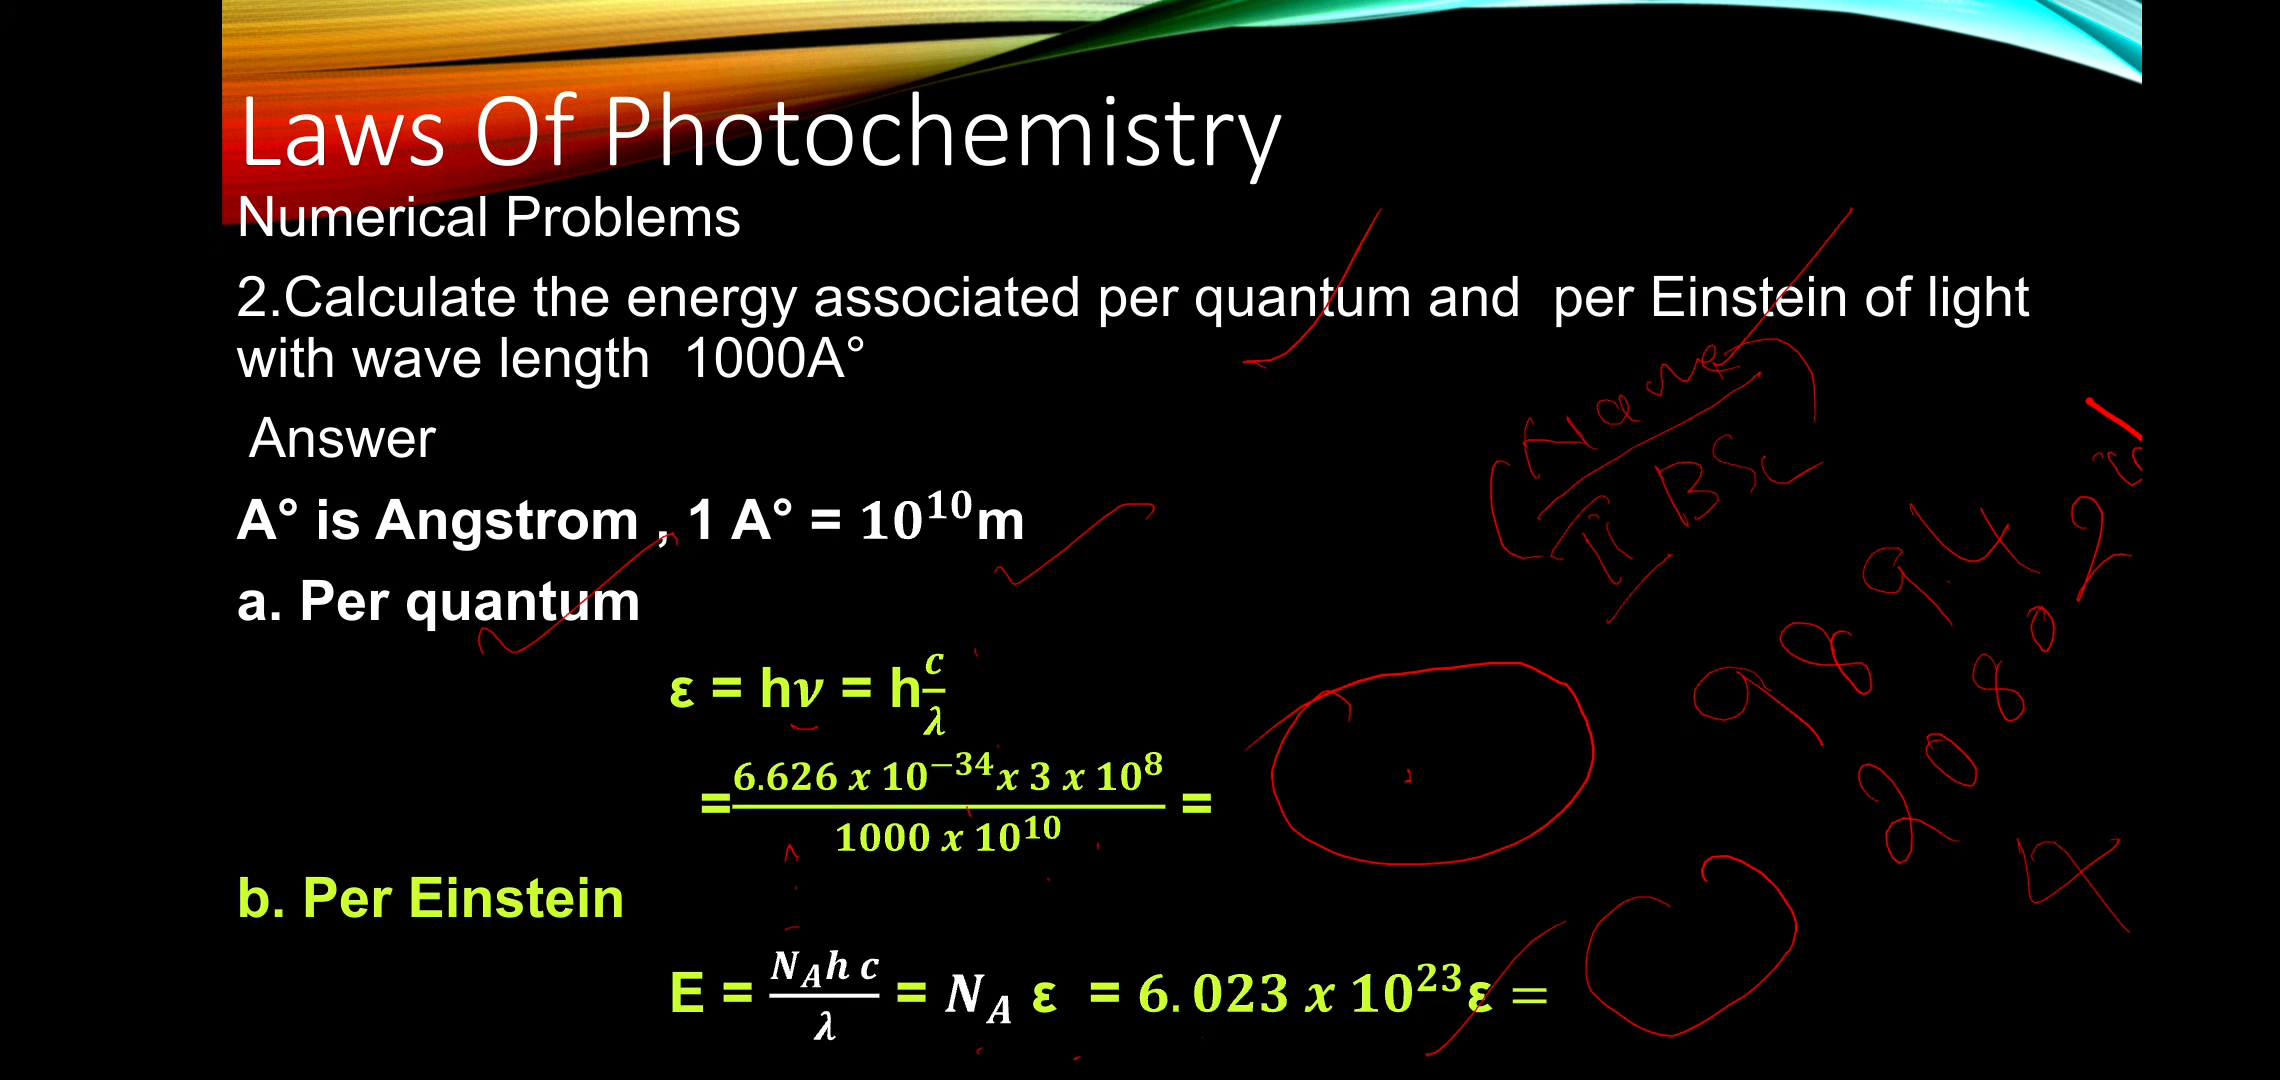 Laws Of Photochemistry
Numerical Problems
2.Calculate the energy associated per quantum and per Einstein of light
with wave length 1000A°
Answer
A° is Angstrom , 1 A° = 10¹⁰m
a. Per quantum
ε = hν = h c/λ
= 6.626 x 10⁻³⁴ x 3 x 10⁸ / 1000 x 10¹⁰ =
b. Per Einstein
E = N_A h c / λ = N_A ε = 6.023 x 10²³ε =
Name
II BSc